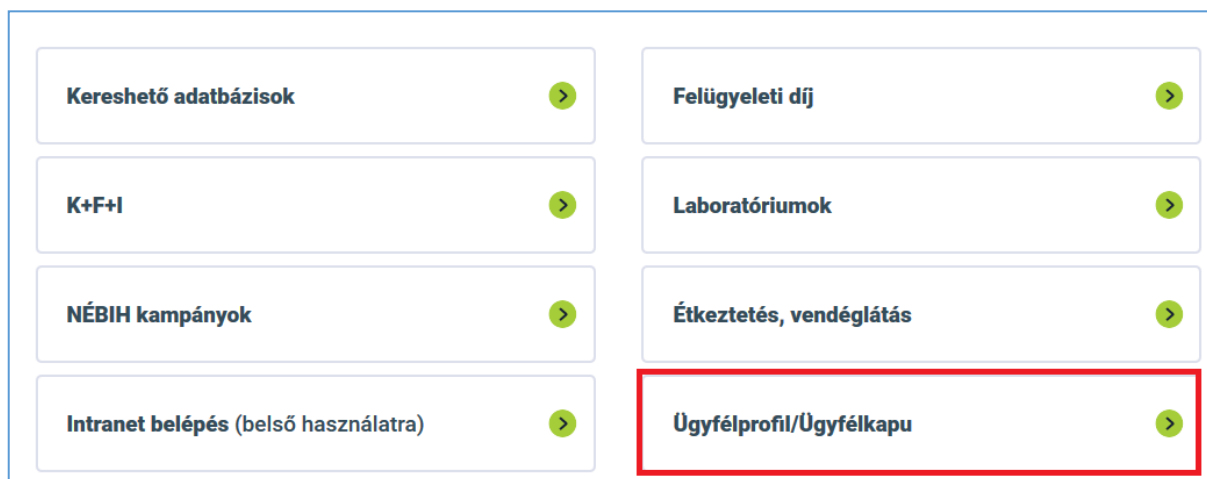 Kereshető adatbázisok
Felügyeleti díj
K+F+I
Laboratóriumok
NÉBIH kampányok
Étkeztetés, vendéglátás
Intranet belépés (belső használatra)
Ügyfélprofil/Ügyfélkapu